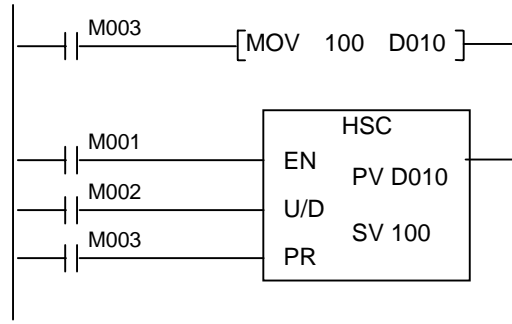 M003
[MOV 100 D010]
HSC
M001
EN
PV D010
M002
U/D
SV 100
M003
PR